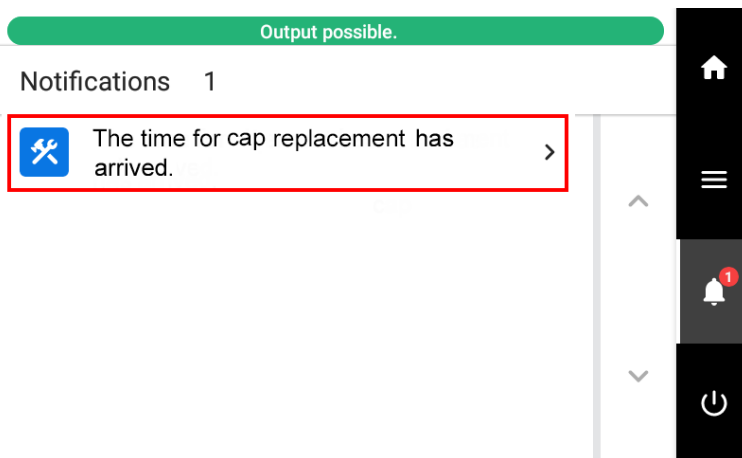 Output possible.
Notifications 1
The time for cap replacement has
arrived.
1